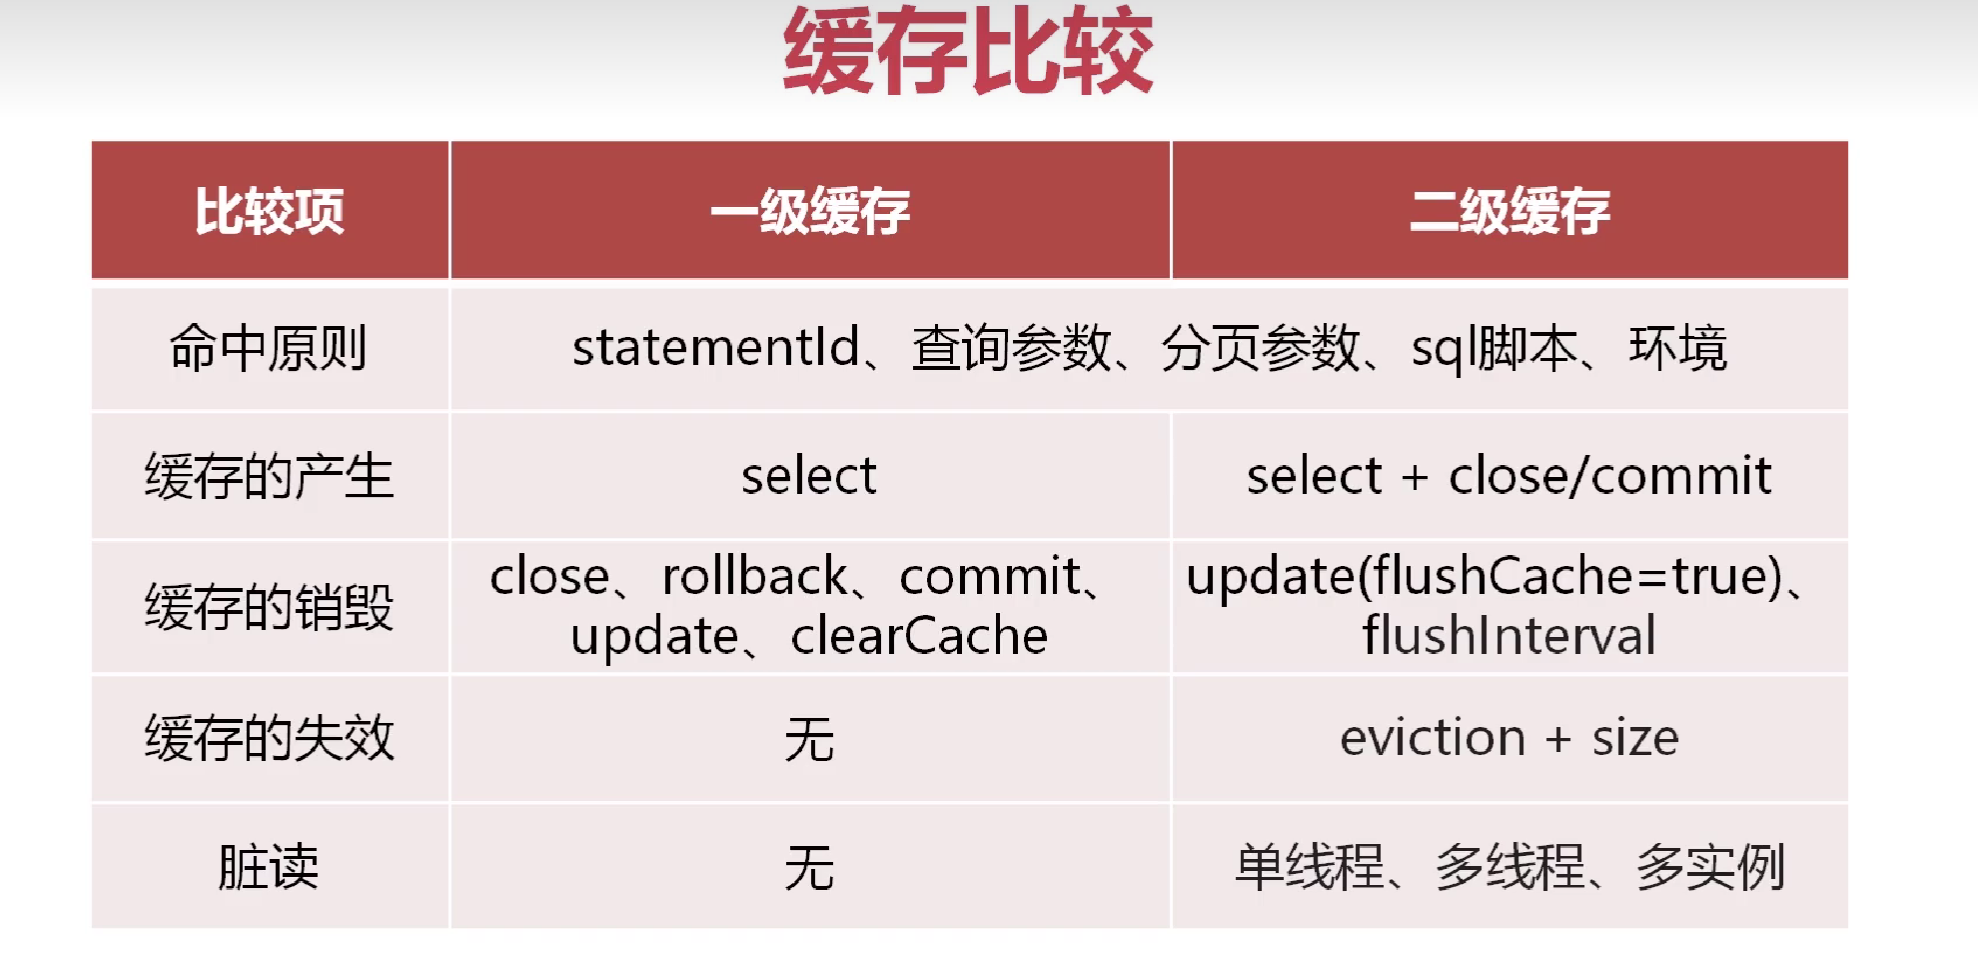 缓存比较
比较项
一级缓存
二级缓存
命中原则
statementId、查询参数、分页参数、sql脚本、环境
缓存的产生
select
select + close/commit
缓存的销毁
close、rollback、commit、
update、clearCache
update(flushCache=true)、
flushInterval
缓存的失效
无
eviction + size
脏读
无
单线程、多线程、多实例